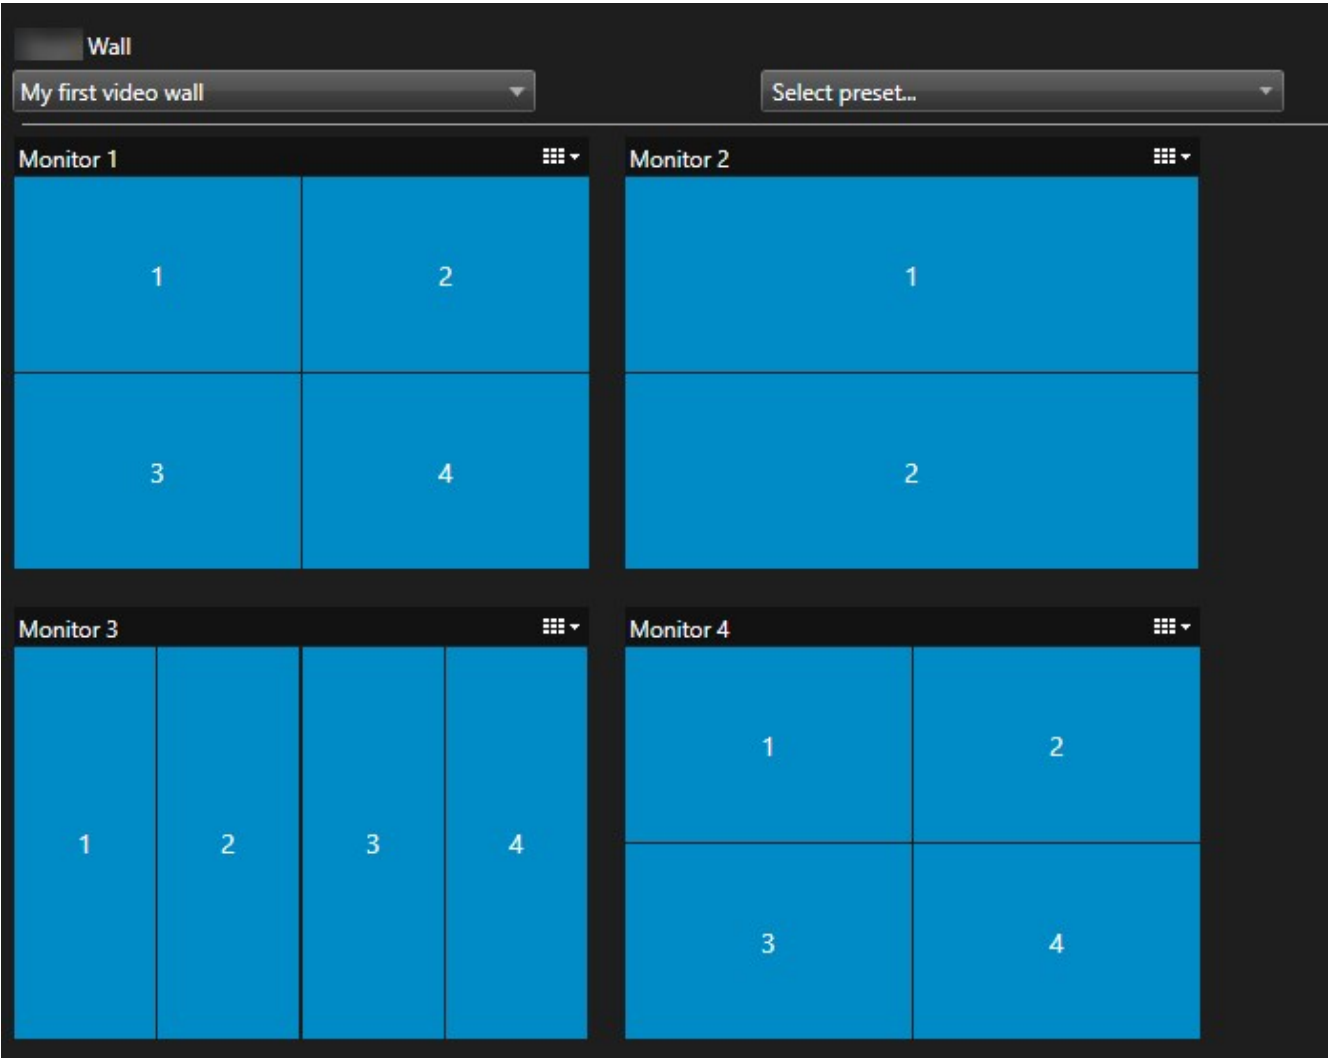 Wall
My first video wall
Select preset...
Monitor 1
Monitor 2
1 2
3 4
1
2
Monitor 3
Monitor 4
1 2 3 4
1 2
3 4